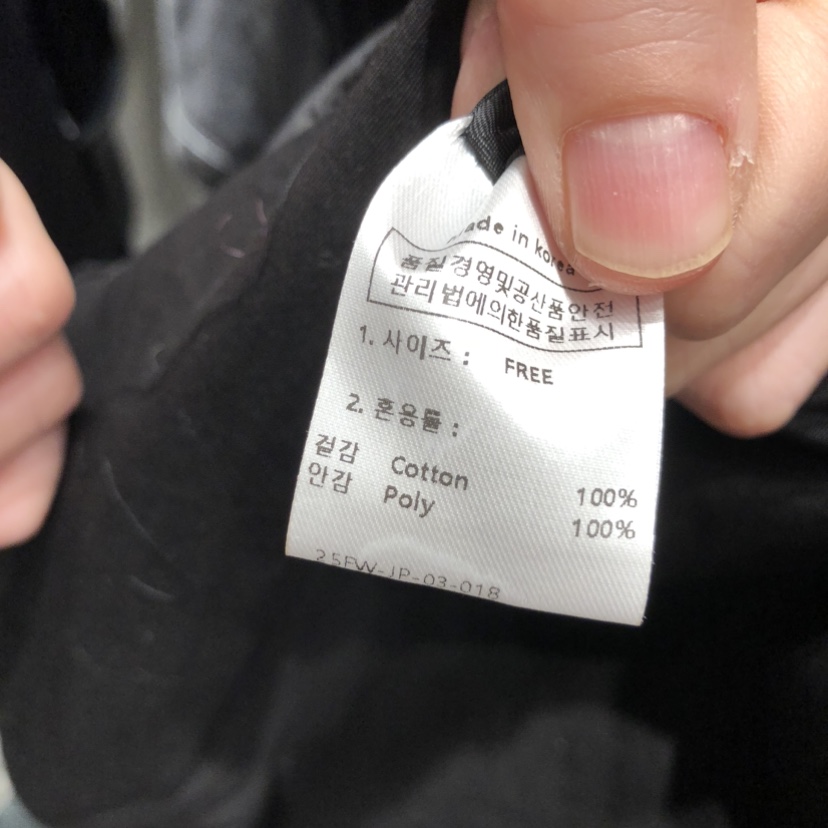 ade in korea
품질경영및공산품안전
관리법에의한품질표시
1. 사이즈 : FREE
2. 혼용률 :
겉감 Cotton 100%
안감 Poly 100%
25FW-JP-03-018